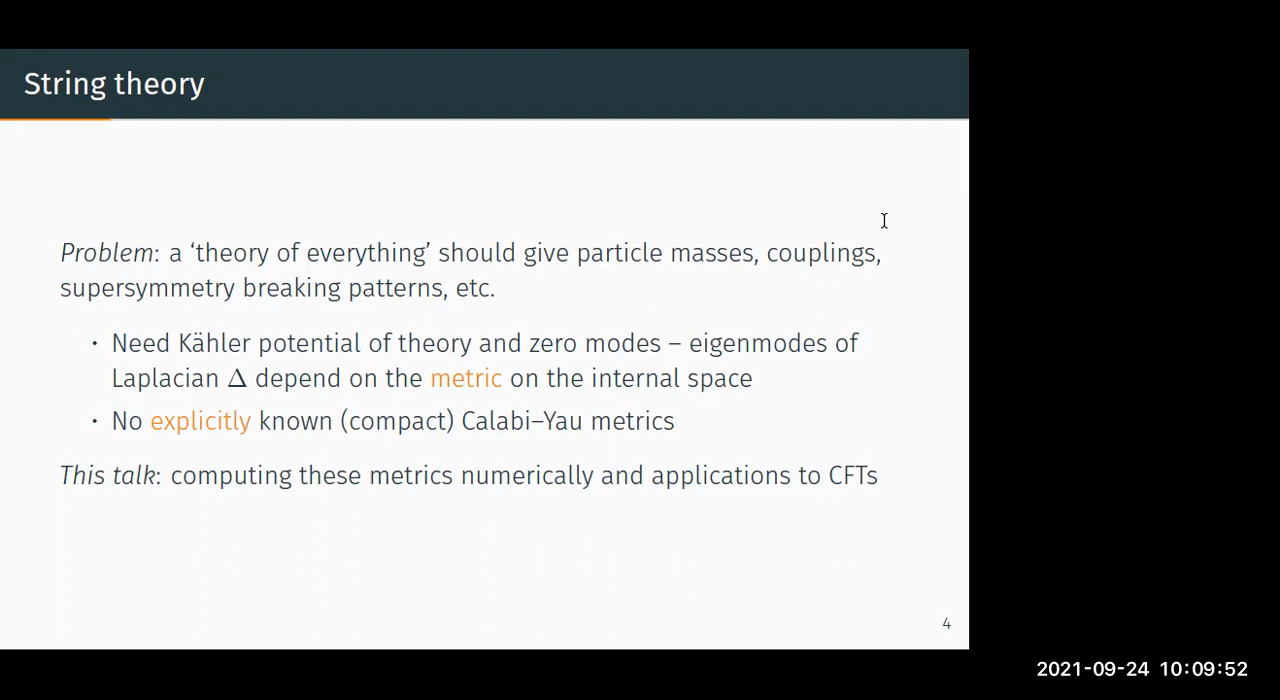 String theory
Problem: a ‘theory of everything’ should give particle masses, couplings,
supersymmetry breaking patterns, etc.
• Need Kähler potential of theory and zero modes – eigenmodes of
Laplacian Δ depend on the metric on the internal space
• No explicitly known (compact) Calabi–Yau metrics
This talk: computing these metrics numerically and applications to CFTs
4
2021-09-24 10:09:52